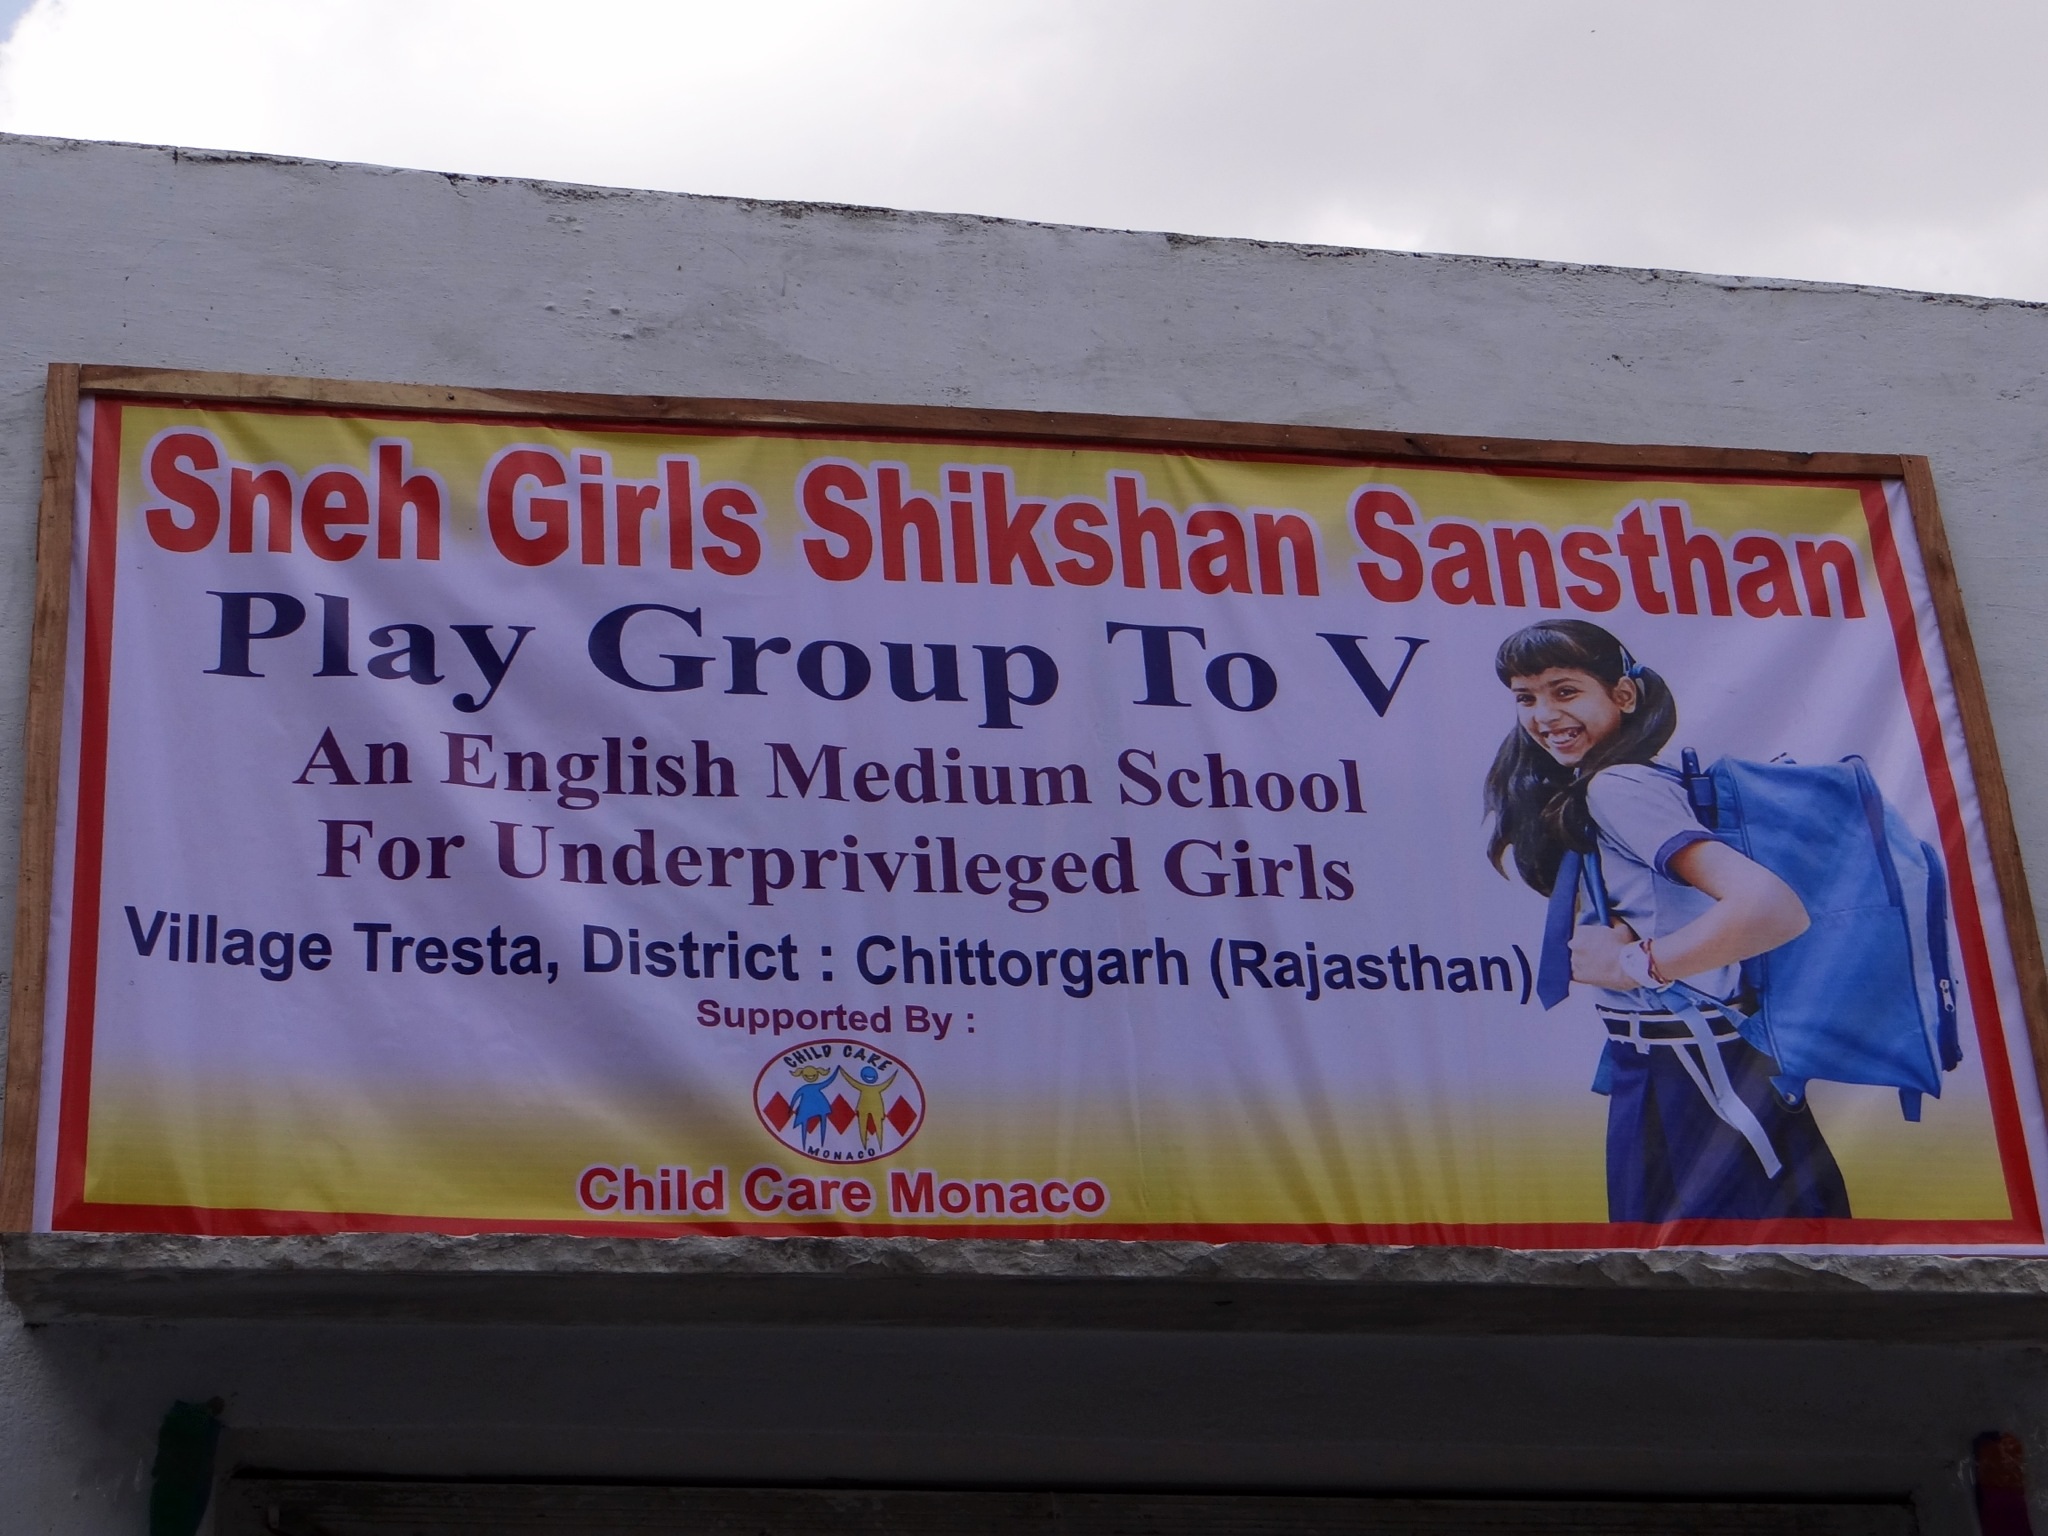 Sneh Girls Shikshan Sansthan
Play Group To V
An English Medium School
For Underprivileged Girls
Village Tresta, District : Chittorgarh (Rajasthan)
Supported By :
CHILD CARE
MONACO
Child Care Monaco